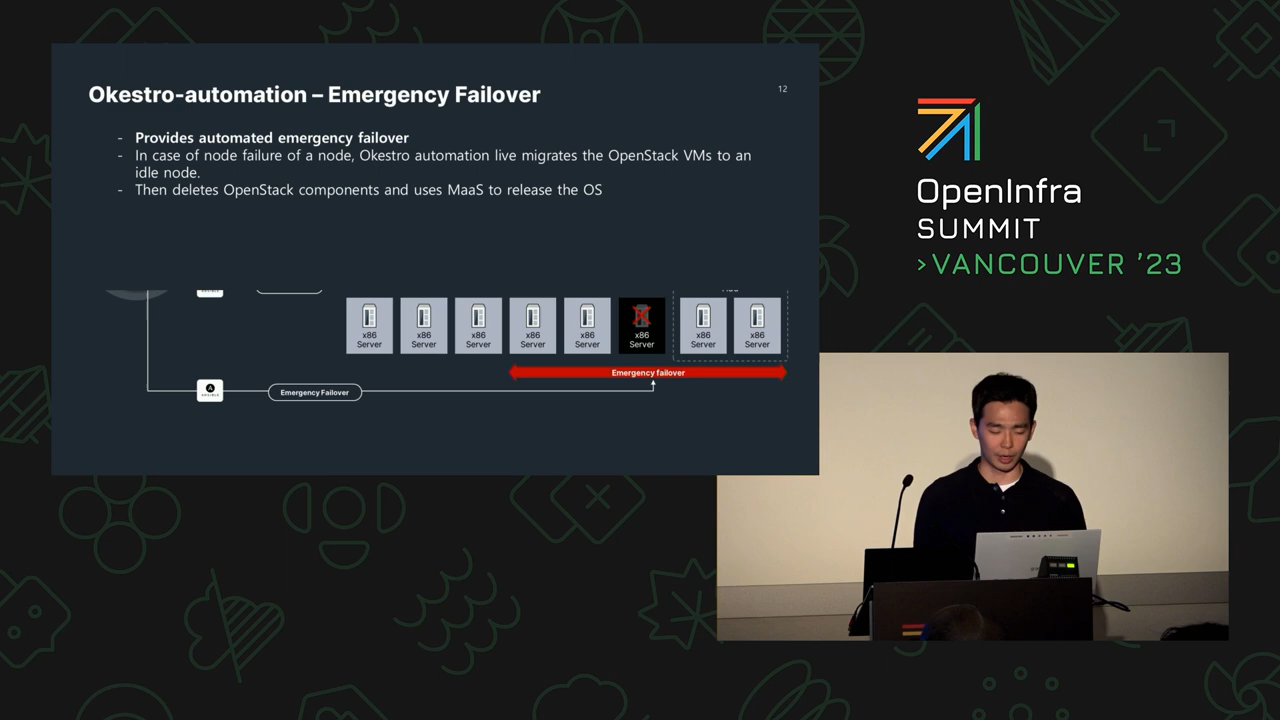 Okestro-automation – Emergency Failover
12
- Provides automated emergency failover
- In case of node failure of a node, Okestro automation live migrates the OpenStack VMs to an
idle node.
- Then deletes OpenStack components and uses MaaS to release the OS
x86
Server
x86
Server
x86
Server
x86
Server
x86
Server
x86
Server
x86
Server
x86
Server
Emergency failover
ANSIBLE
Emergency Failover
OpenInfra
SUMMIT
>VANCOUVER ’23